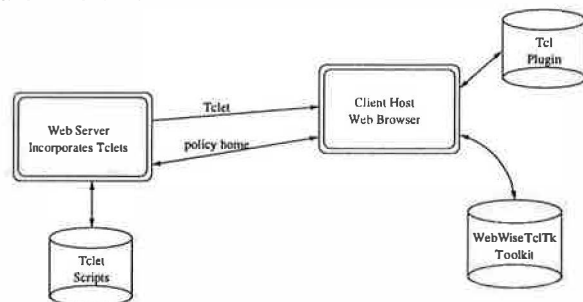 Tcl
Plugin
Tclet
Client Host
Web Browser
Web Server
Incorporates Tclets
policy home
WebWiseTclTk
Toolkit
Tclet
Scripts